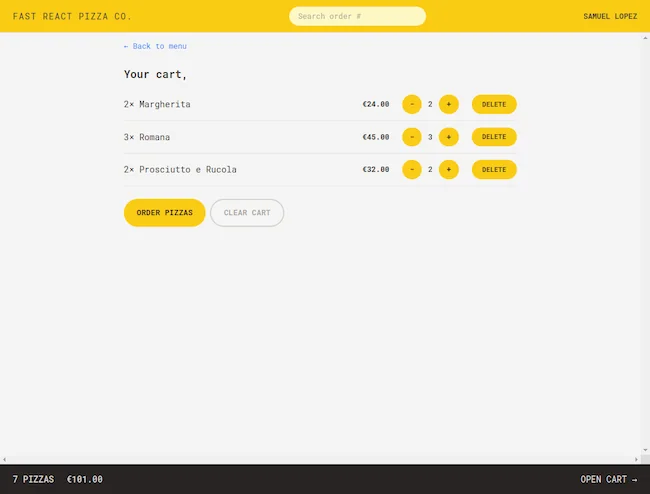 FAST REACT PIZZA CO. Search order # SAMUEL LOPEZ
← Back to menu
Your cart,
2× Margherita €24.00 - 2 + DELETE
3× Romana €45.00 - 3 + DELETE
2× Prosciutto e Rucola €32.00 - 2 + DELETE
ORDER PIZZAS CLEAR CART
7 PIZZAS €101.00 OPEN CART →